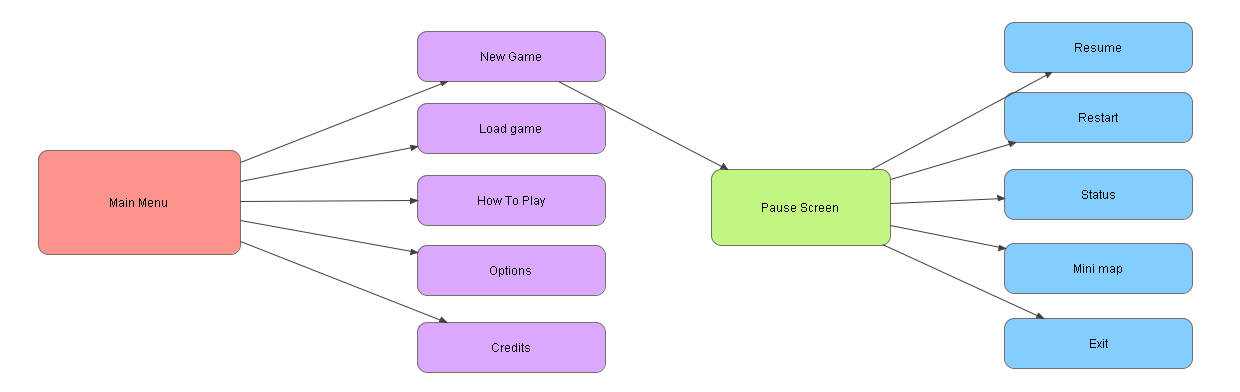 Main Menu
New Game
Load game
How To Play
Options
Credits
Pause Screen
Resume
Restart
Status
Mini map
Exit